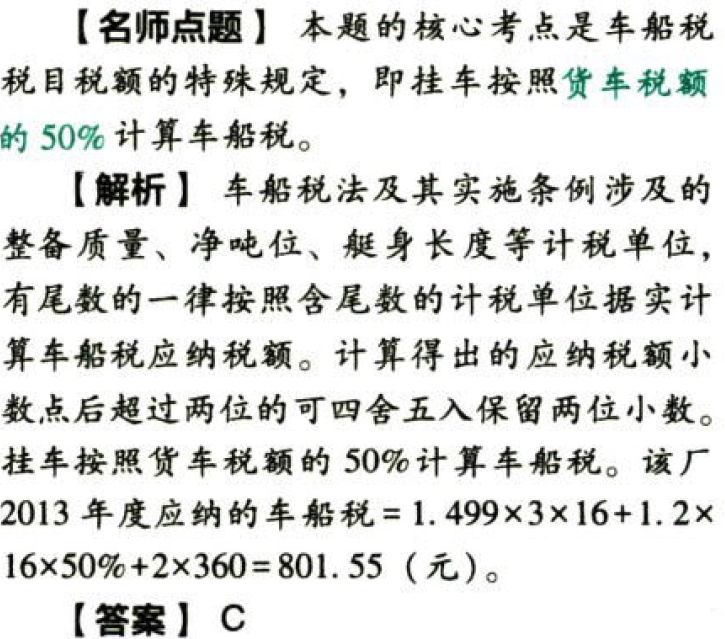 【名师点题】 本题的核心考点是车船税
税目税额的特殊规定，即挂车按照货车税额
的 50% 计算车船税。
【解析】 车船税法及其实施条例涉及的
整备质量、净吨位、艇身长度等计税单位，
有尾数的一律按照含尾数的计税单位据实计
算车船税应纳税额。计算得出的应纳税额小
数点后超过两位的可四舍五入保留两位小数。
挂车按照货车税额的 50%计算车船税。该厂
2013 年度应纳的车船税 = 1. 499×3×16+1. 2×
16×50%+2×360=801. 55 （元）。
【答案】 C